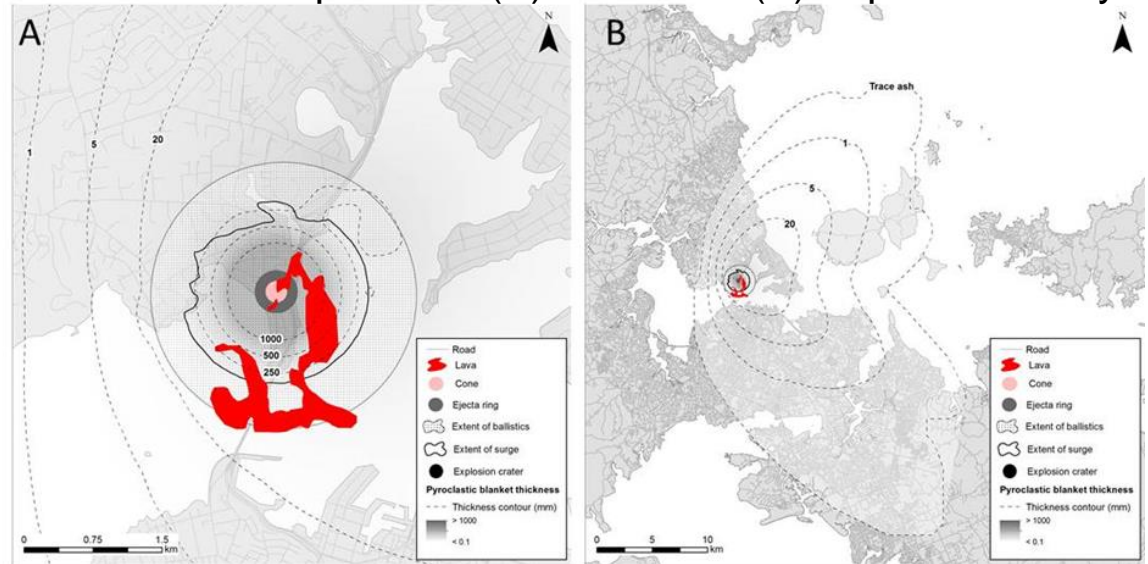 A
N
1
5
20
1000
500
250
Road
Lava
Cone
Ejecta ring
Extent of ballistics
Extent of surge
Explosion crater
Pyroclastic blanket thickness
Thickness contour (mm)
> 1000
< 0.1
0 0.75 1.5
km
B
N
Trace ash
1
5
20
Road
Lava
Cone
Ejecta ring
Extent of ballistics
Extent of surge
Explosion crater
Pyroclastic blanket thickness
Thickness contour (mm)
> 1000
< 0.1
0 5 10
km